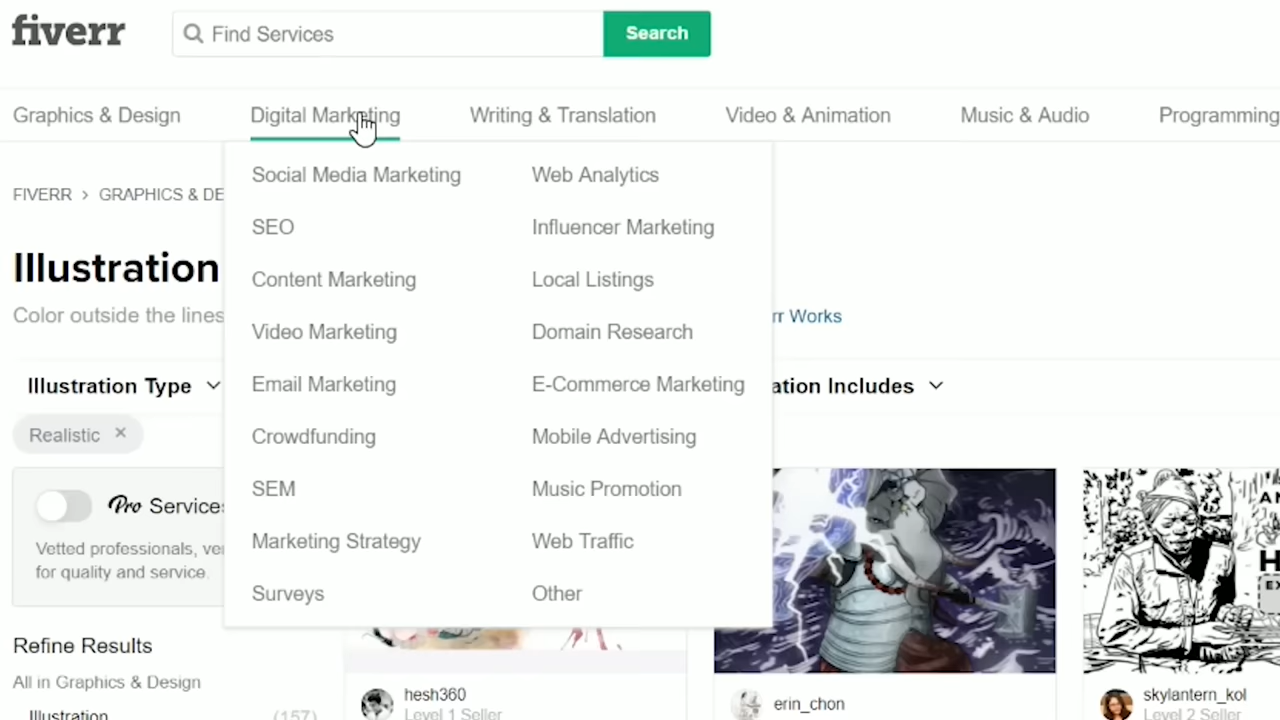 fiverr
Find Services
Search
Graphics & Design Digital Marketing Writing & Translation Video & Animation Music & Audio Programming
Social Media Marketing Web Analytics
FIVERR > GRAPHICS & DE
SEO Influencer Marketing
Illustration
Content Marketing Local Listings
Color outside the lines
rr Works
Video Marketing Domain Research
Illustration Type
Email Marketing E-Commerce Marketing
ation Includes
Realistic ×
Crowdfunding Mobile Advertising
SEM Music Promotion
Pro Services
Marketing Strategy Web Traffic
Vetted professionals, ve
for quality and service.
Surveys Other
Refine Results
All in Graphics & Design
Illustration (157)
hesh360
Level 1 Seller
erin_chon
skylantern_kol
Level 2 Seller
AN
H
EX